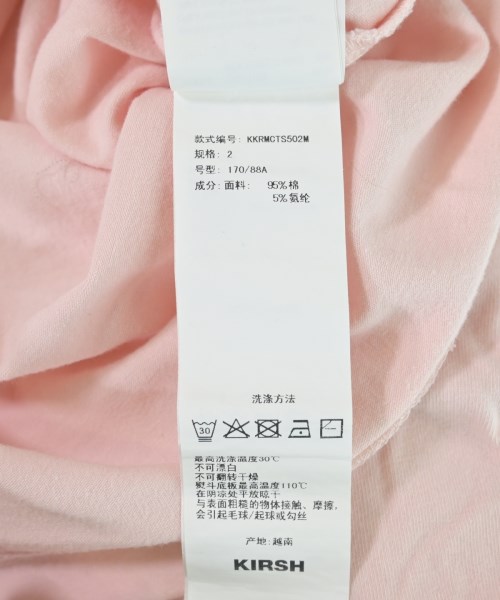 款式编号: KKRMCTS502M
规格: 2
号型: 170/88A
成分: 面料: 95%棉
5%氨纶
洗涤方法
30
最高洗涤温度30℃
不可漂白
不可翻转干燥
熨斗底板最高温度110℃
在阴凉处平放晾干
与表面粗糙的物体接触、摩擦,
会引起毛球/起球或勾丝
产地: 越南
KIRSH